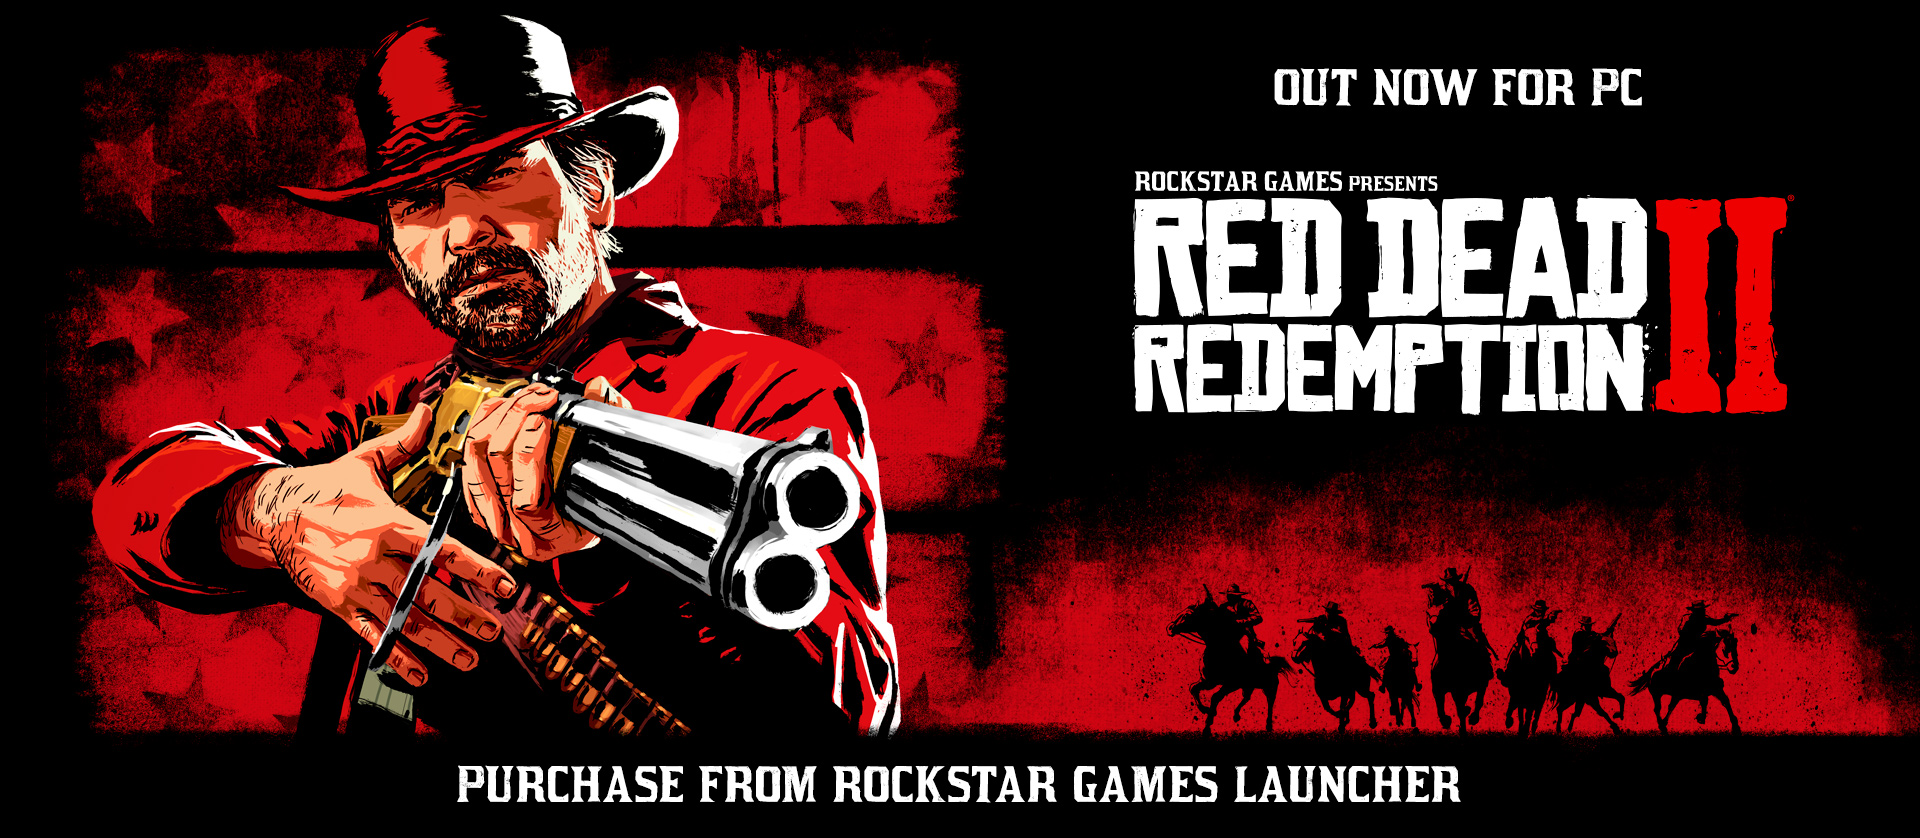 OUT NOW FOR PC
ROCKSTAR GAMES PRESENTS
RED DEAD
REDEMPTION II
PURCHASE FROM ROCKSTAR GAMES LAUNCHER